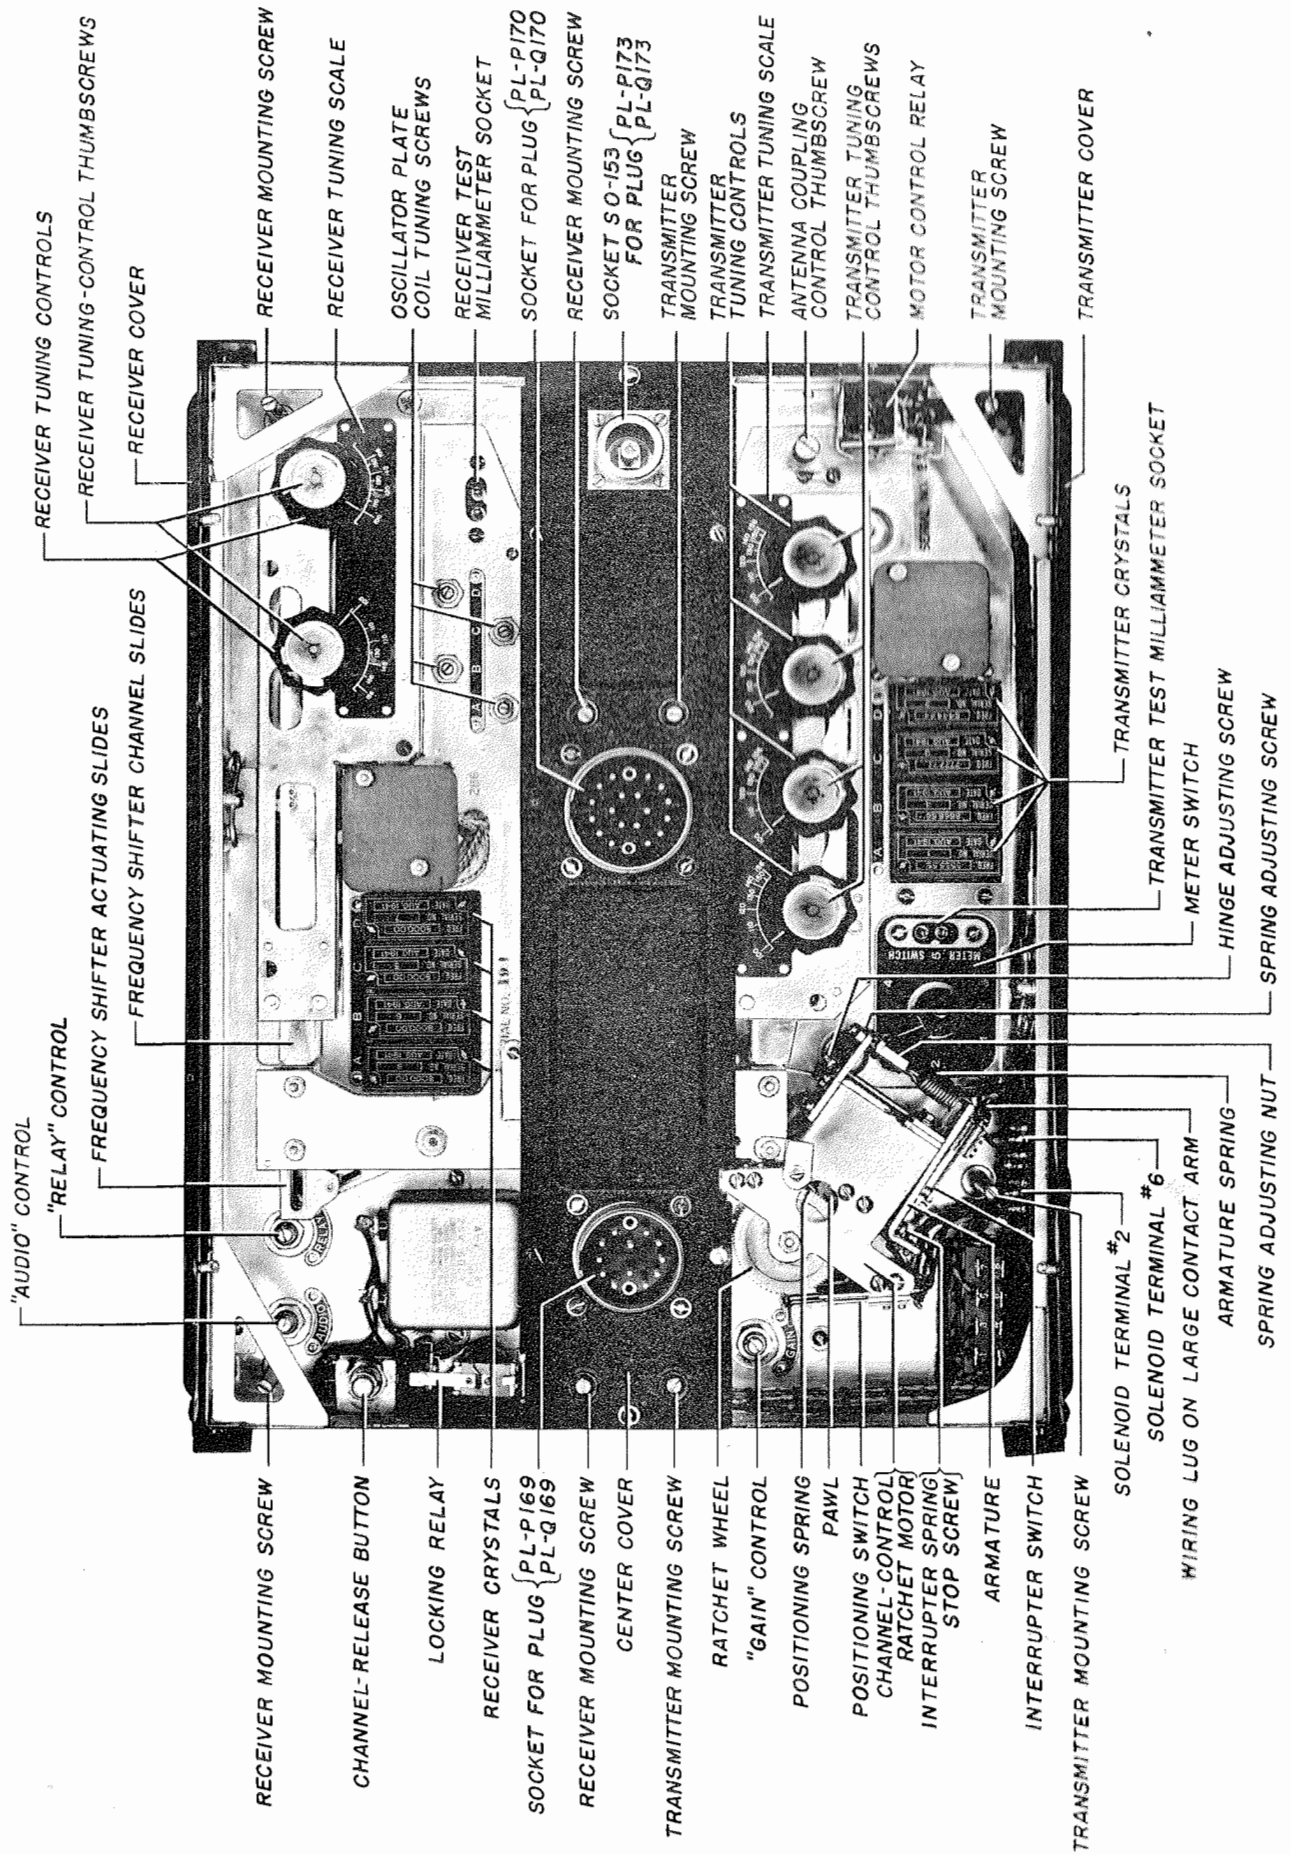 "AUDIO" CONTROL
"RELAY" CONTROL
FREQUENCY SHIFTER ACTUATING SLIDES
FREQUENCY SHIFTER CHANNEL SLIDES
RECEIVER TUNING CONTROLS
RECEIVER TUNING-CONTROL THUMBSCREWS
RECEIVER COVER
RECEIVER MOUNTING SCREW
RECEIVER TUNING SCALE
OSCILLATOR PLATE
COIL TUNING SCREWS
RECEIVER TEST
MILLIAMMETER SOCKET
SOCKET FOR PLUG {PL-P170
PL-Q170
RECEIVER MOUNTING SCREW
SOCKET SO-153
FOR PLUG {PL-P173
PL-Q173
TRANSMITTER
MOUNTING SCREW
TRANSMITTER
TUNING CONTROLS
TRANSMITTER TUNING SCALE
ANTENNA COUPLING
CONTROL THUMBSCREW
TRANSMITTER TUNING
CONTROL THUMBSCREWS
MOTOR CONTROL RELAY
TRANSMITTER
MOUNTING SCREW
TRANSMITTER COVER
RECEIVER MOUNTING SCREW
CHANNEL-RELEASE BUTTON
LOCKING RELAY
RECEIVER CRYSTALS
SOCKET FOR PLUG {PL-P169
PL-Q169
RECEIVER MOUNTING SCREW
CENTER COVER
TRANSMITTER MOUNTING SCREW
RATCHET WHEEL
"GAIN" CONTROL
POSITIONING SPRING
PAWL
POSITIONING SWITCH
CHANNEL-CONTROL}
RATCHET MOTOR
INTERRUPTER SPRING}
STOP SCREW
ARMATURE
INTERRUPTER SWITCH
TRANSMITTER MOUNTING SCREW
SOLENOID TERMINAL #2
SOLENOID TERMINAL #6
WIRING LUG ON LARGE CONTACT ARM
ARMATURE SPRING
SPRING ADJUSTING NUT
SPRING ADJUSTING SCREW
HINGE ADJUSTING SCREW
METER SWITCH
TRANSMITTER TEST MILLIAMMETER SOCKET
TRANSMITTER CRYSTALS
AUDIO
RELAY
A B C D
A B C D
216
GAIN
A B C D
METER SWITCH